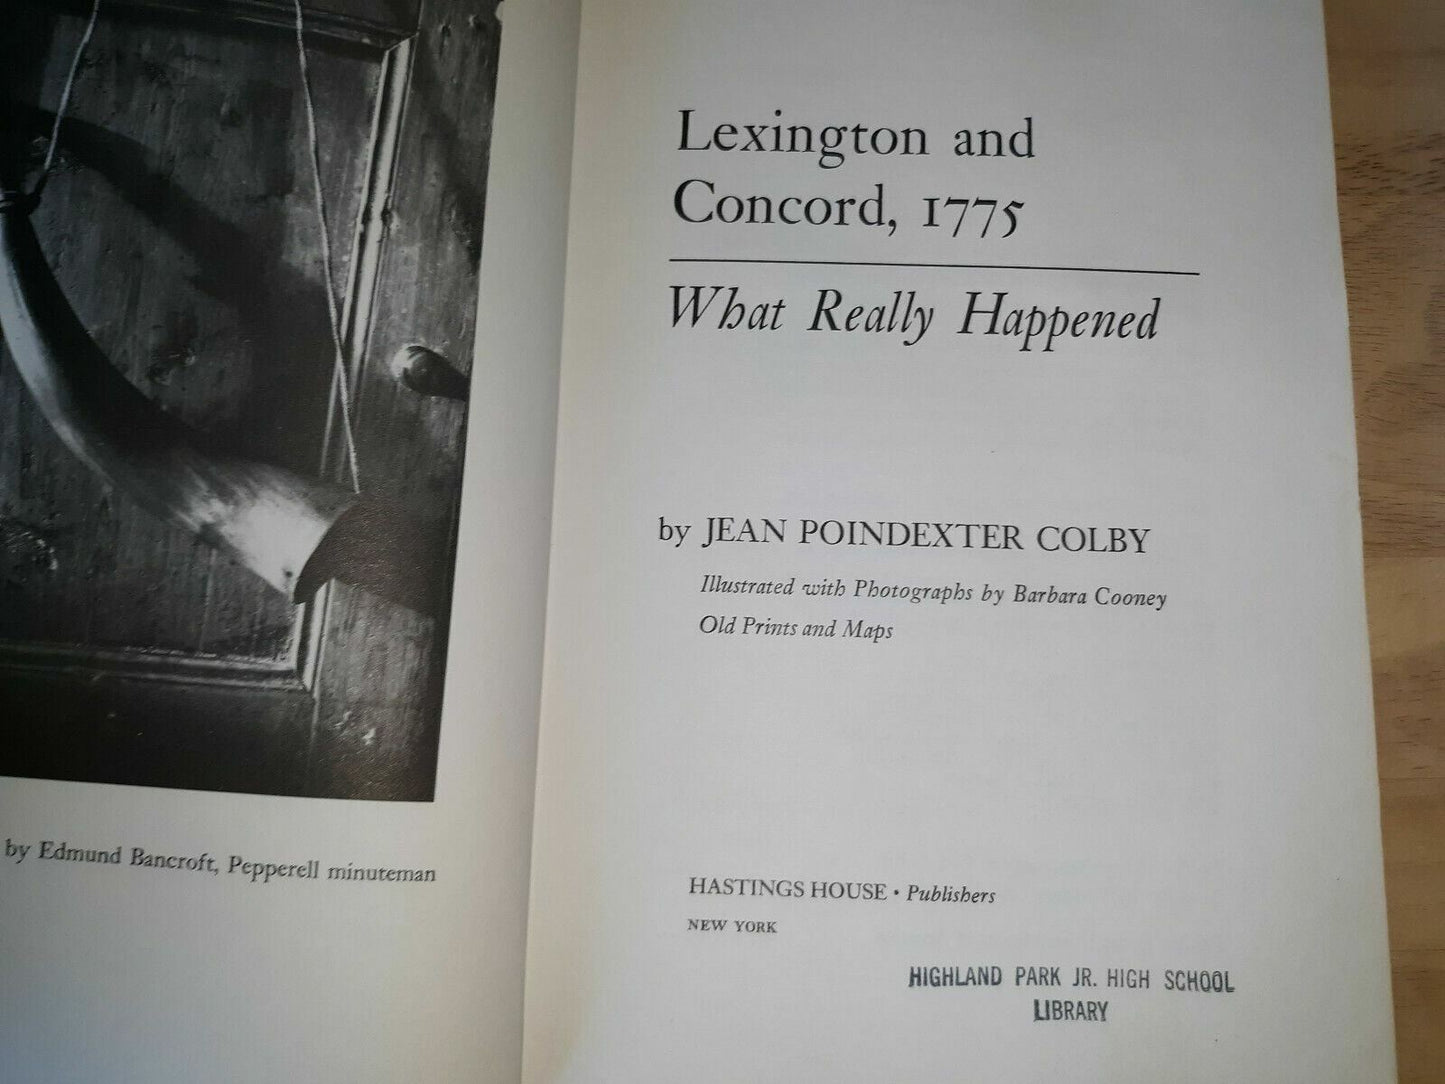 by Edmund Bancroft, Pepperell minuteman
Lexington and
Concord, 1775
What Really Happened
by JEAN POINDEXTER COLBY
Illustrated with Photographs by Barbara Cooney
Old Prints and Maps
HASTINGS HOUSE • Publishers
NEW YORK
HIGHLAND PARK JR. HIGH SCHOOL
LIBRARY